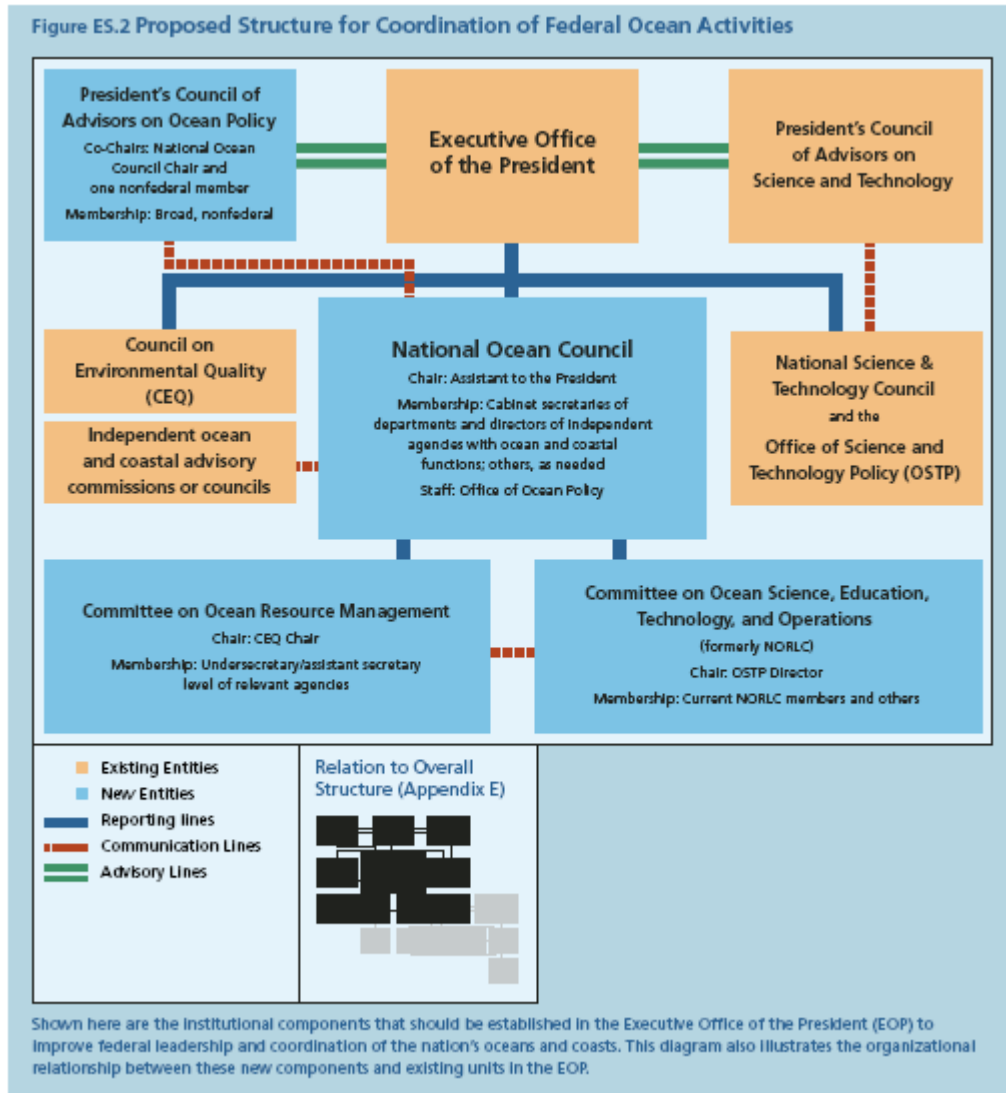 Figure ES.2 Proposed Structure for Coordination of Federal Ocean Activities
President's Council of
Advisors on Ocean Policy
Co-Chairs: National Ocean
Council Chair and
one nonfederal member
Membership: Broad, nonfederal
Executive Office
of the President
President's Council
of Advisors on
Science and Technology
Council on
Environmental Quality
(CEQ)
Independent ocean
and coastal advisory
commissions or councils
National Ocean Council
Chair: Assistant to the President
Membership: Cabinet secretaries of
departments and directors of independent
agencies with ocean and coastal
functions; others, as needed
Staff: Office of Ocean Policy
National Science &
Technology Council
and the
Office of Science and
Technology Policy (OSTP)
Committee on Ocean Resource Management
Chair: CEQ Chair
Membership: Undersecretary/assistant secretary
level of relevant agencies
Committee on Ocean Science, Education,
Technology, and Operations
(formerly NORLC)
Chair: OSTP Director
Membership: Current NORLC members and others
Existing Entities
New Entities
Reporting lines
Communication Lines
Advisory Lines
Relation to Overall
Structure (Appendix E)
Shown here are the institutional components that should be established in the Executive Office of the President (EOP) to
improve federal leadership and coordination of the nation's oceans and coasts. This diagram also illustrates the organizational
relationship between these new components and existing units in the EOP.